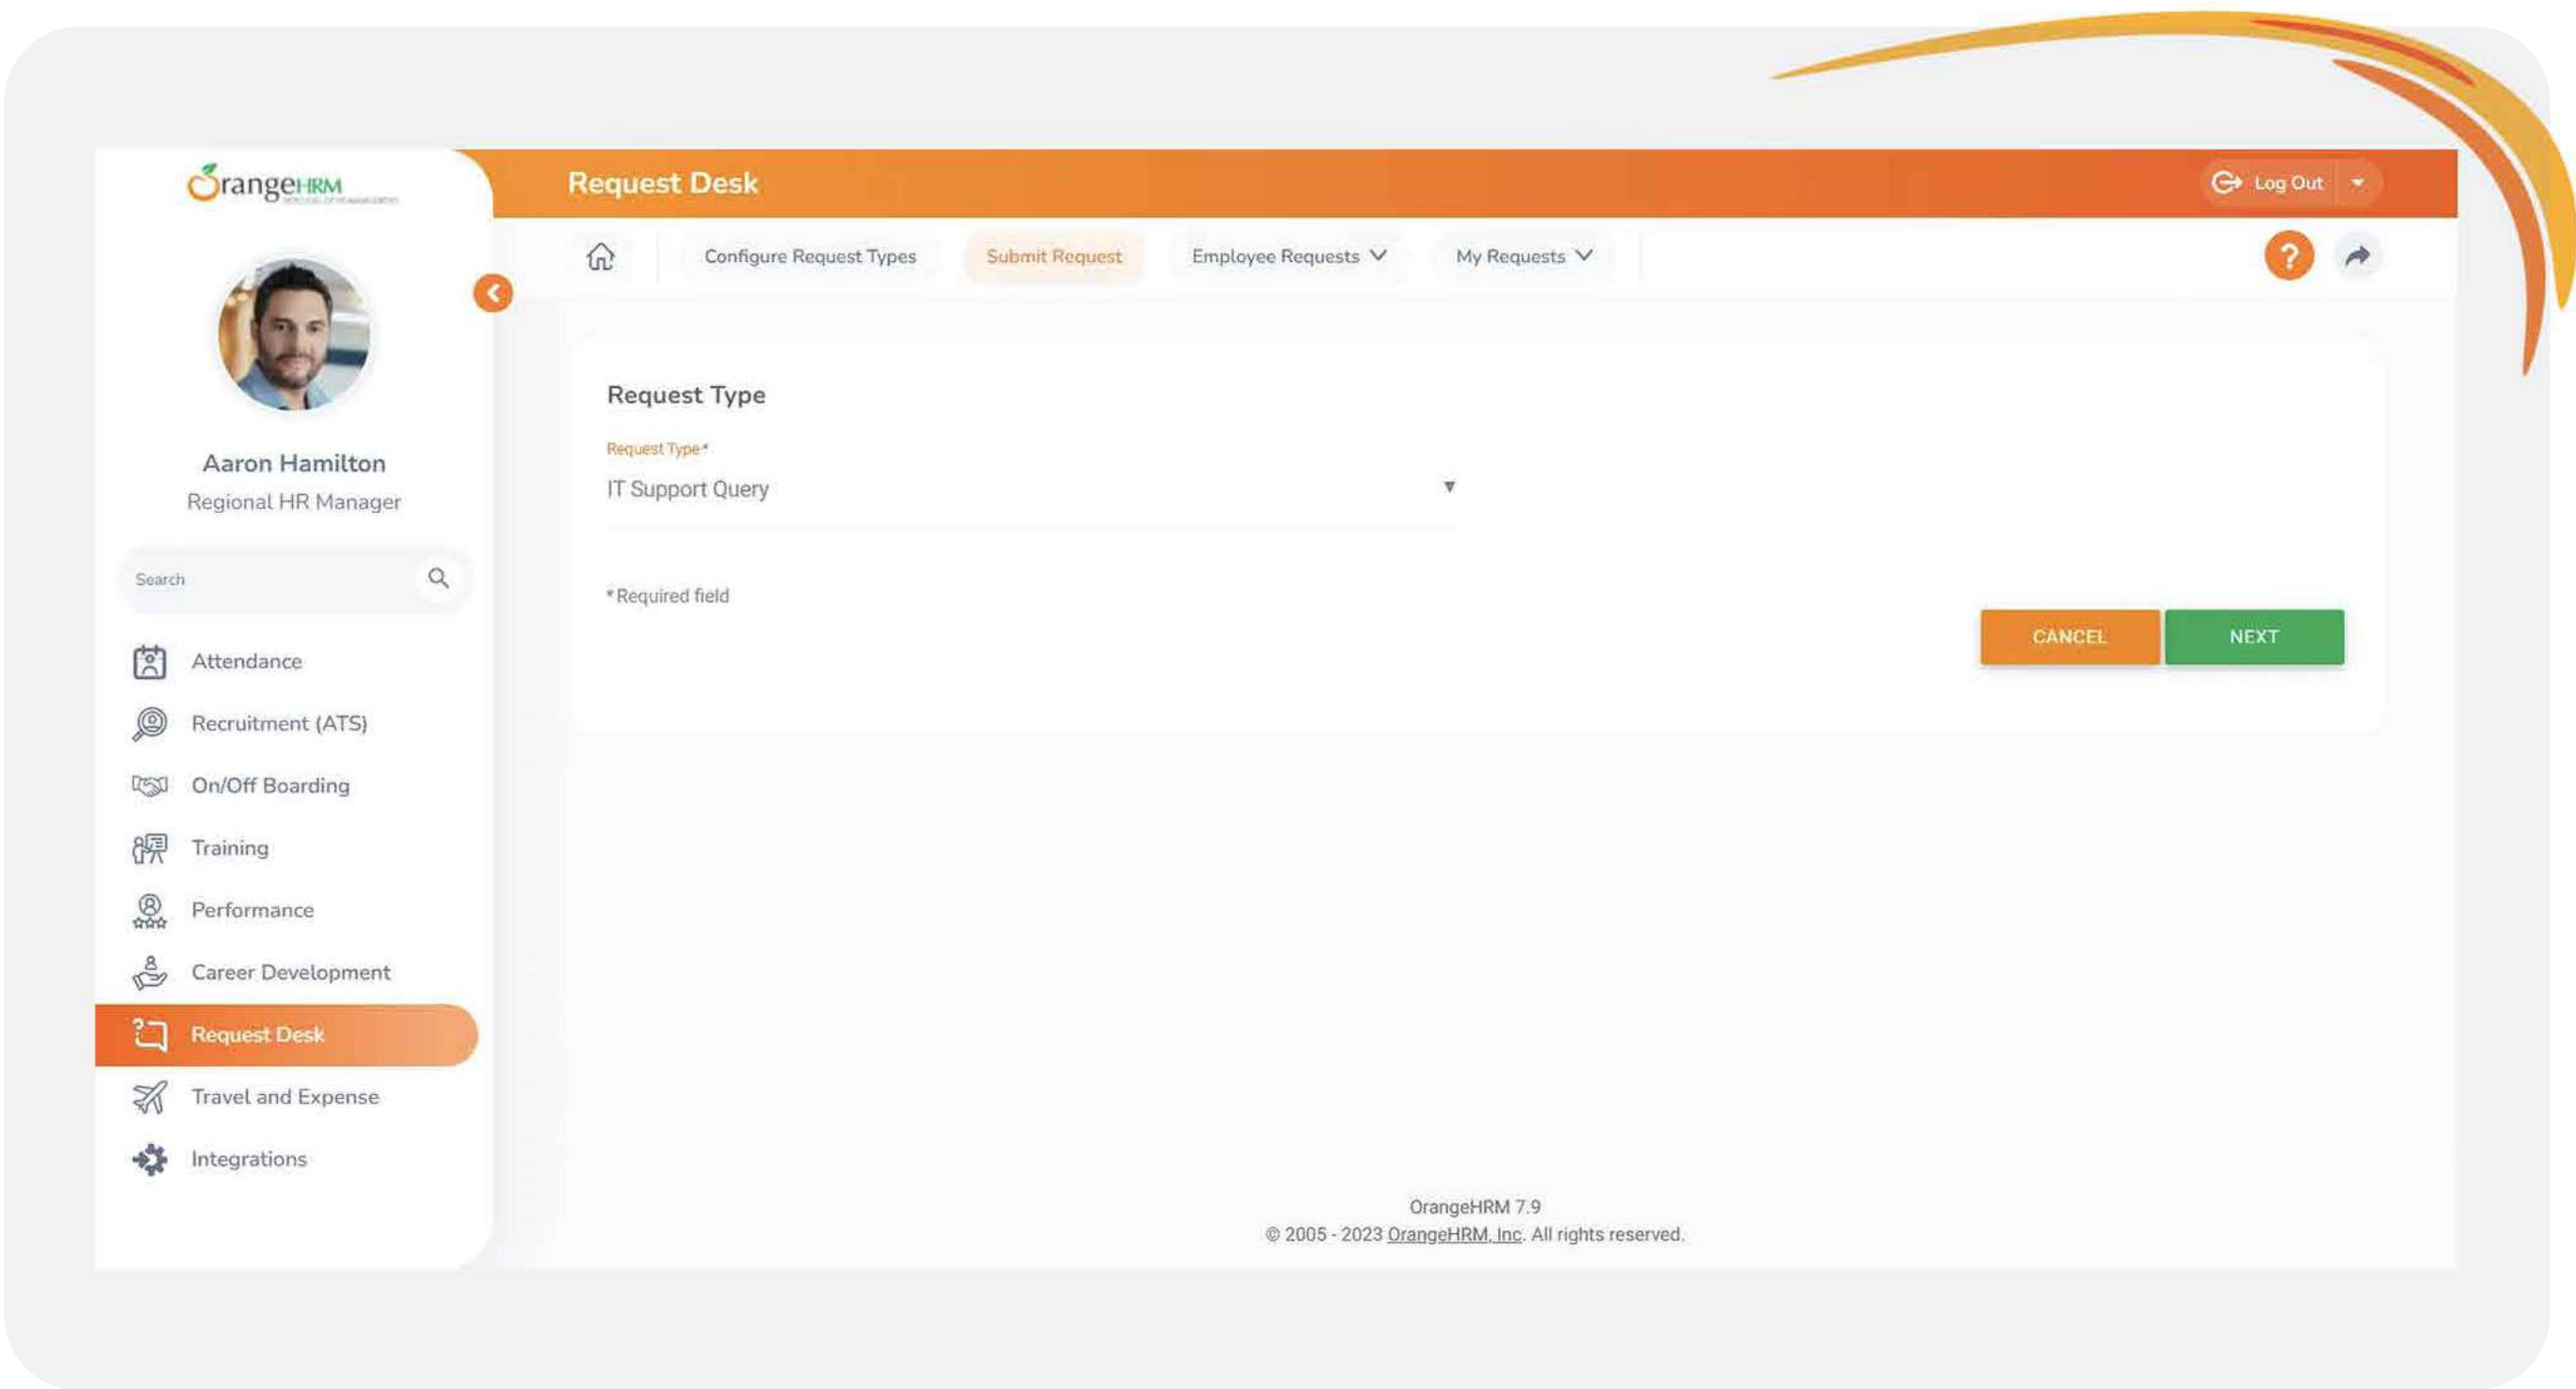 OrangeHRM
Request Desk
Log Out
Configure Request Types
Submit Request
Employee Requests
My Requests
?
Aaron Hamilton
Regional HR Manager
Search
Attendance
Recruitment (ATS)
On/Off Boarding
Training
Performance
Career Development
Request Desk
Travel and Expense
Integrations
Request Type
Request Type*
IT Support Query
* Required field
CANCEL
NEXT
OrangeHRM 7.9
© 2005 - 2023 OrangeHRM, Inc. All rights reserved.